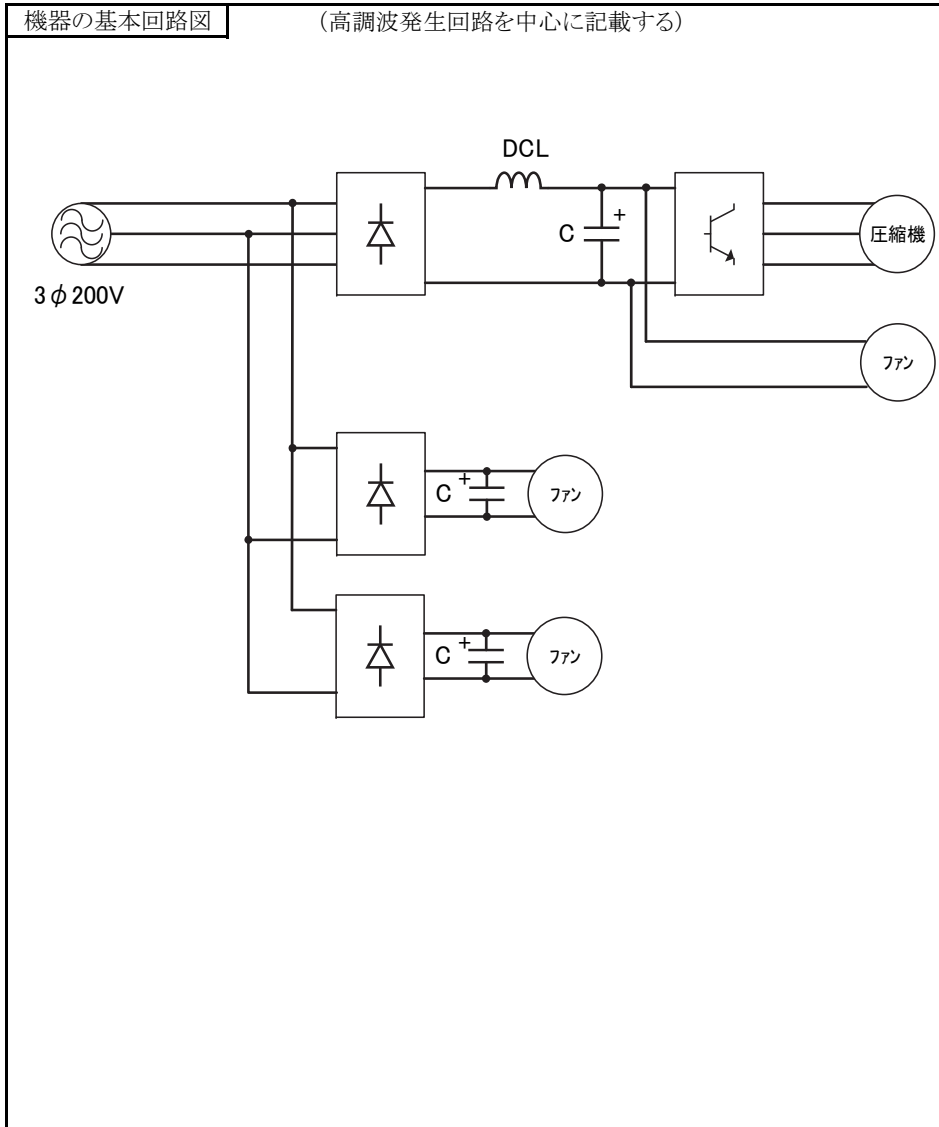 機器の基本回路図
(高調波発生回路を中心に記載する)
DCL
C
+
圧縮機
3φ200V
ファン
C
+
ファン
C
+
ファン